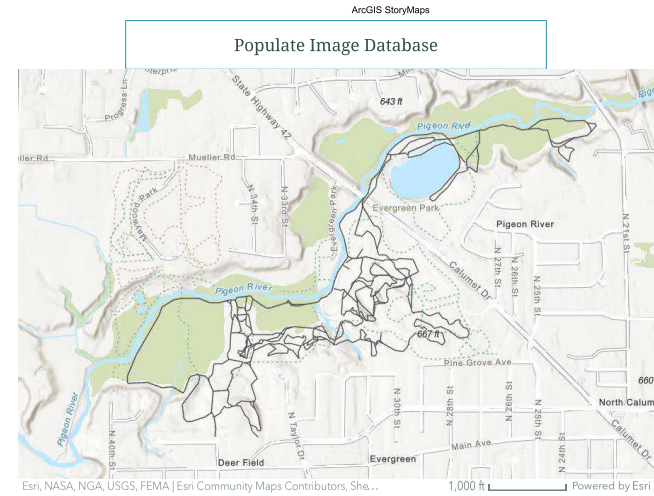 ArcGIS StoryMaps
Populate Image Database
Progress Ln
State Highway 42
643 ft
Pigeon Rive
Mueller Rd
Maywood Park
N 34th St
N 33rd St
Evergreen Park
Evergreen Park
Pigeon River
N 21st St
N 27th St
N 26th St
N 25th St
Calumet Dr
Pigeon River
667 ft
Pine Grove Ave
660
North Calum
Pigeon River
N 40th St
N Taylor Dr
N 30th St
N 28th St
N 26th St
N 25th St
N 24th St
Calumet Dr
Main Ave
Deer Field
Evergreen
Esri, NASA, NGA, USGS, FEMA | Esri Community Maps Contributors, She...
1,000 ft
Powered by Esri